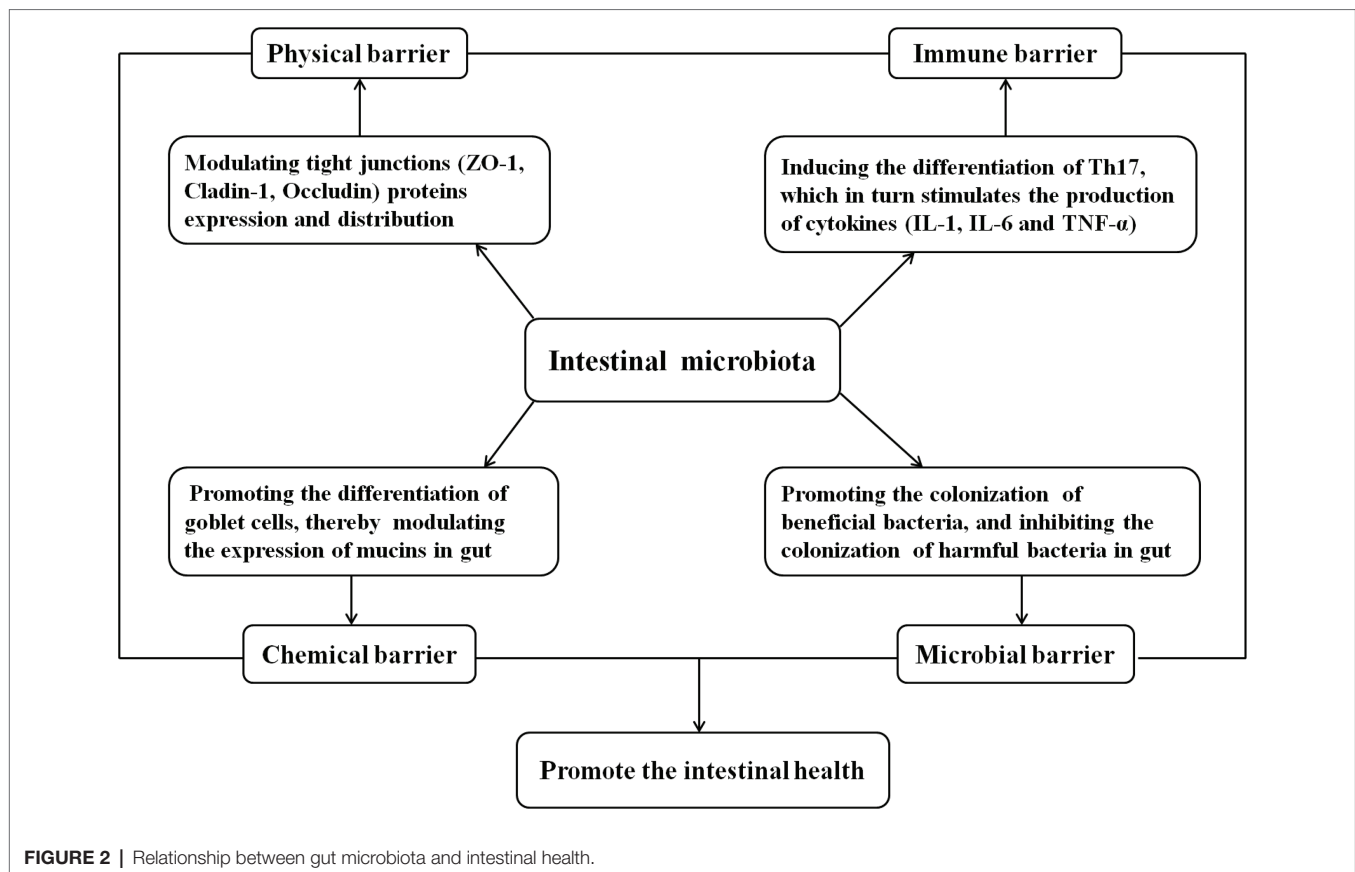 Physical barrier
Immune barrier
Modulating tight junctions (ZO-1,
Cladin-1, Occludin) proteins
expression and distribution
Inducing the differentiation of Th17,
which in turn stimulates the production
of cytokines (IL-1, IL-6 and TNF-α)
Intestinal microbiota
Promoting the differentiation of
goblet cells, thereby modulating
the expression of mucins in gut
Promoting the colonization of
beneficial bacteria, and inhibiting the
colonization of harmful bacteria in gut
Chemical barrier
Microbial barrier
Promote the intestinal health
FIGURE 2 | Relationship between gut microbiota and intestinal health.